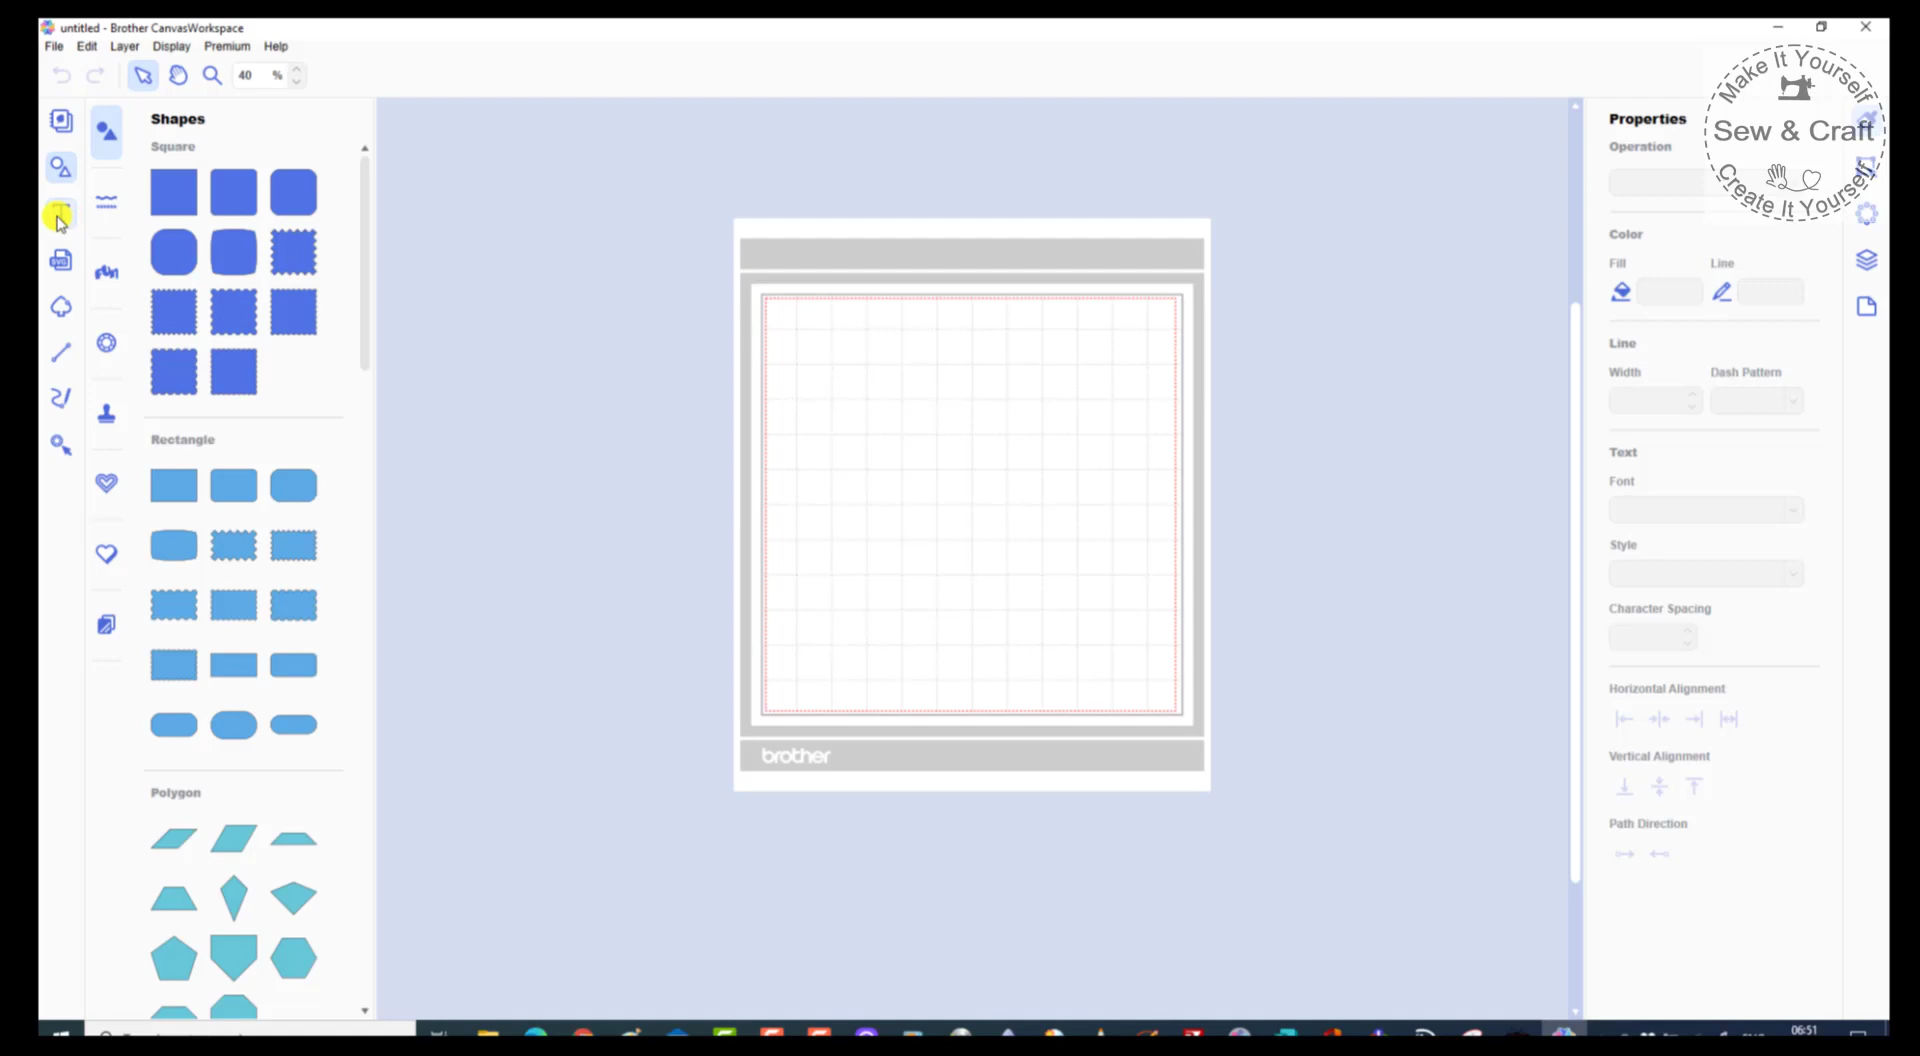 untitled - Brother CanvasWorkspace
File Edit Layer Display Premium Help
40 %
Make It Yourself
Sew & Craft
Create It Yourself
Shapes
Square
Rectangle
Polygon
SVG
fun
brother
Properties
Operation
Color
Fill Line
Line
Width Dash Pattern
Text
Font
Style
Character Spacing
Horizontal Alignment
Vertical Alignment
Path Direction
06:51